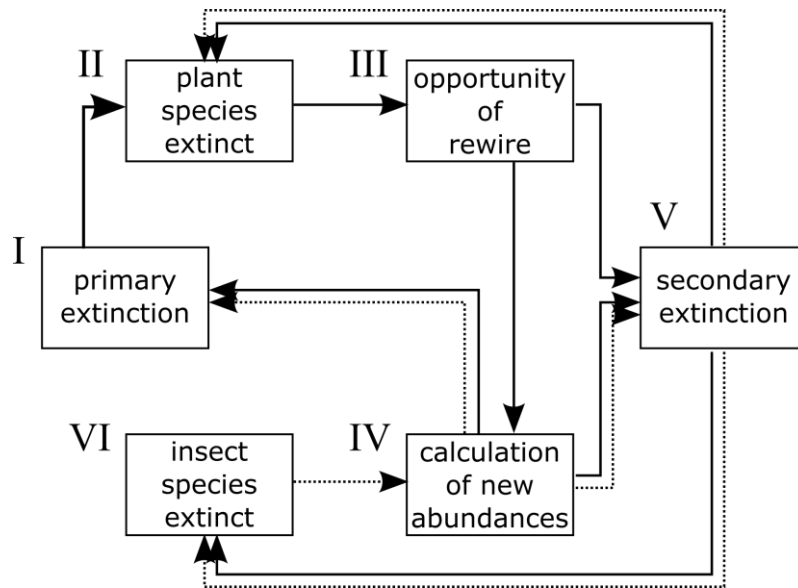 II
plant
species
extinct
III
opportunity
of
rewire
I
primary
extinction
V
secondary
extinction
VI
insect
species
extinct
IV
calculation
of new
abundances